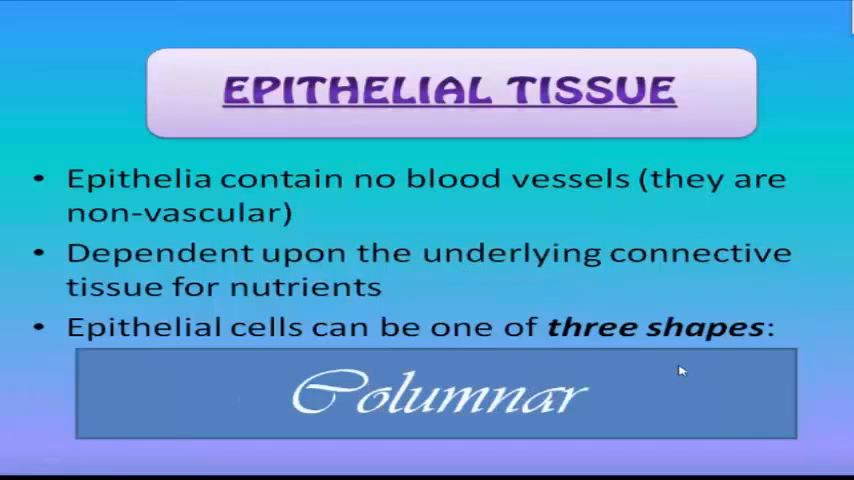 EPITHELIAL TISSUE
• Epithelia contain no blood vessels (they are
non-vascular)
• Dependent upon the underlying connective
tissue for nutrients
• Epithelial cells can be one of three shapes:
Columnar